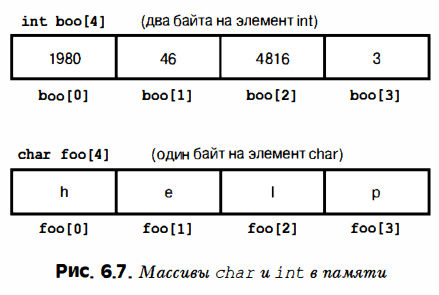 int boo[4] (два байта на элемент int)
1980 46 4816 3
boo[0] boo[1] boo[2] boo[3]
char foo[4] (один байт на элемент char)
h e l p
foo[0] foo[1] foo[2] foo[3]
Рис. 6.7. Массивы char и int в памяти